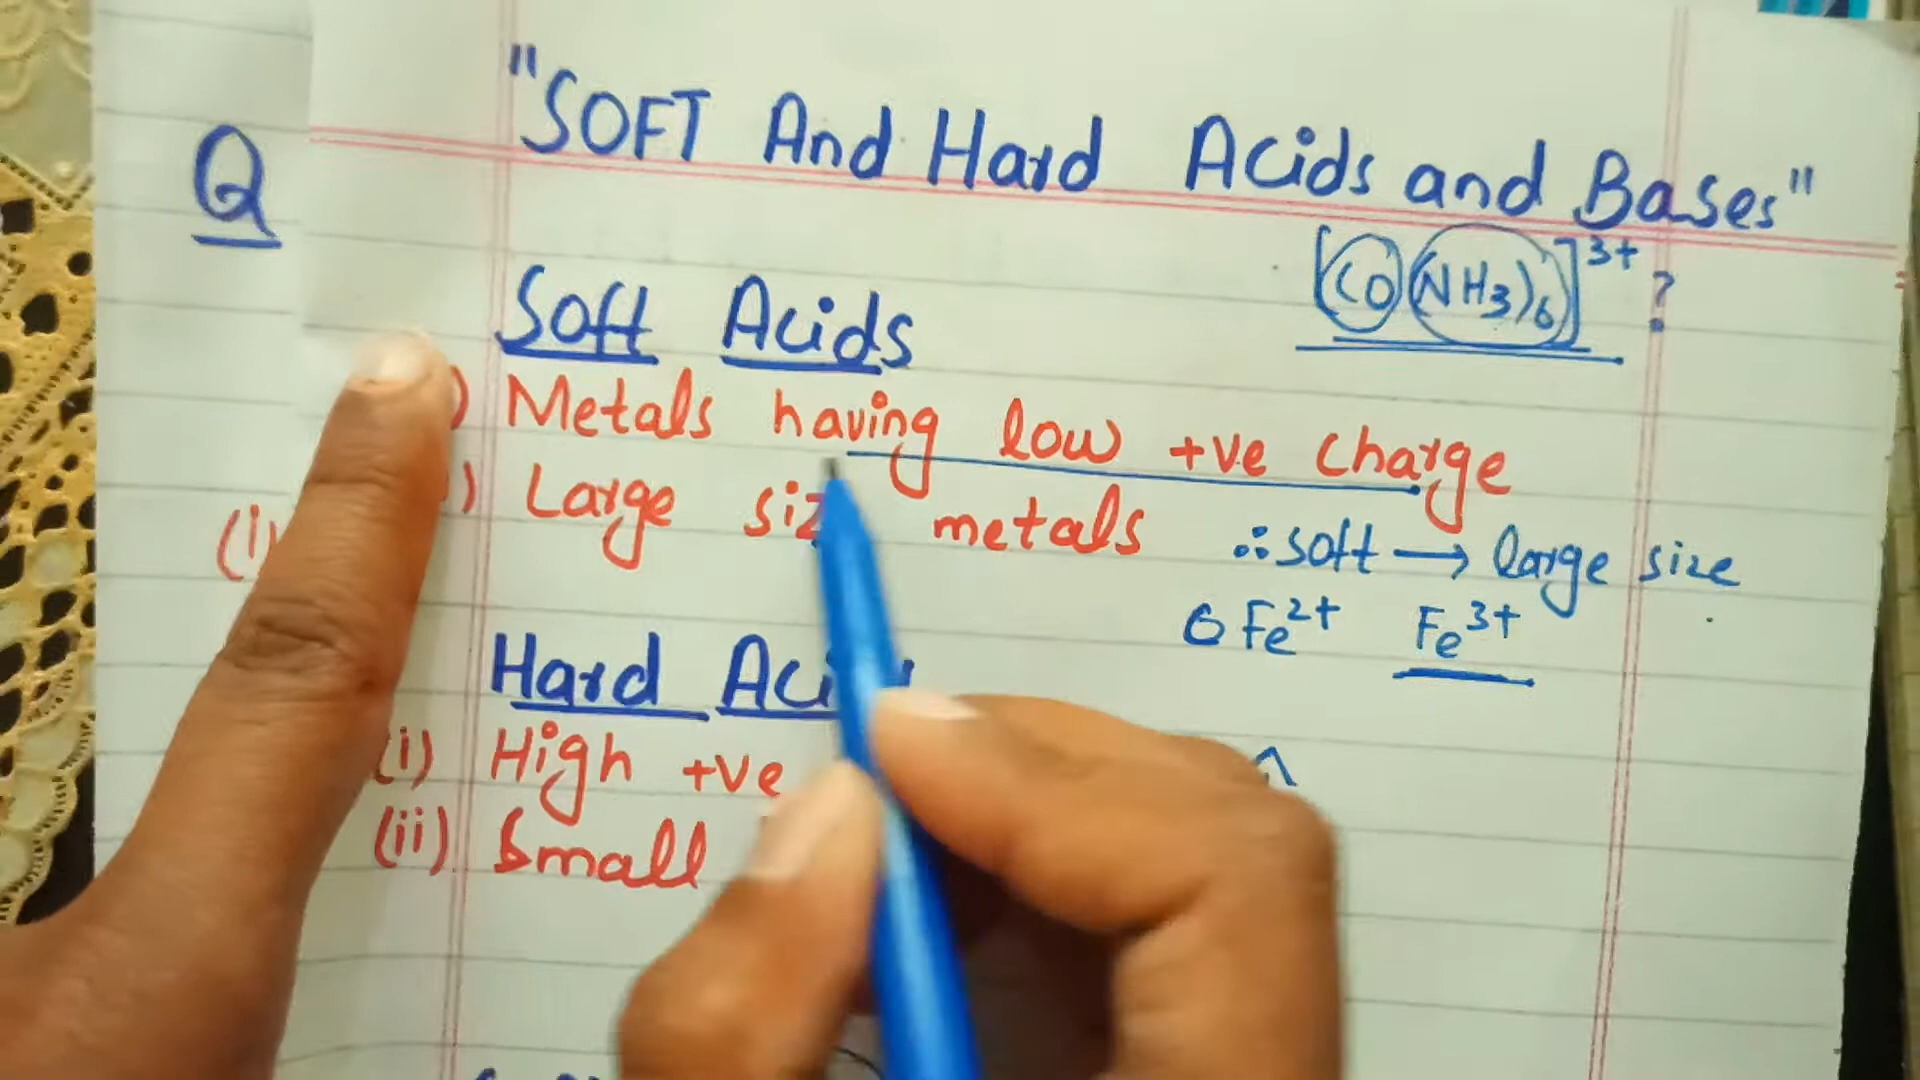 "SOFT And Hard Acids and Bases"
Q
[Co(NH3)6]3+ ?
Soft Acids
) Metals having low +ve charge
) Large siz metals
∴ soft → large size
(i)
Fe2+ Fe3+
Hard
(i) High +ve
(ii) Small